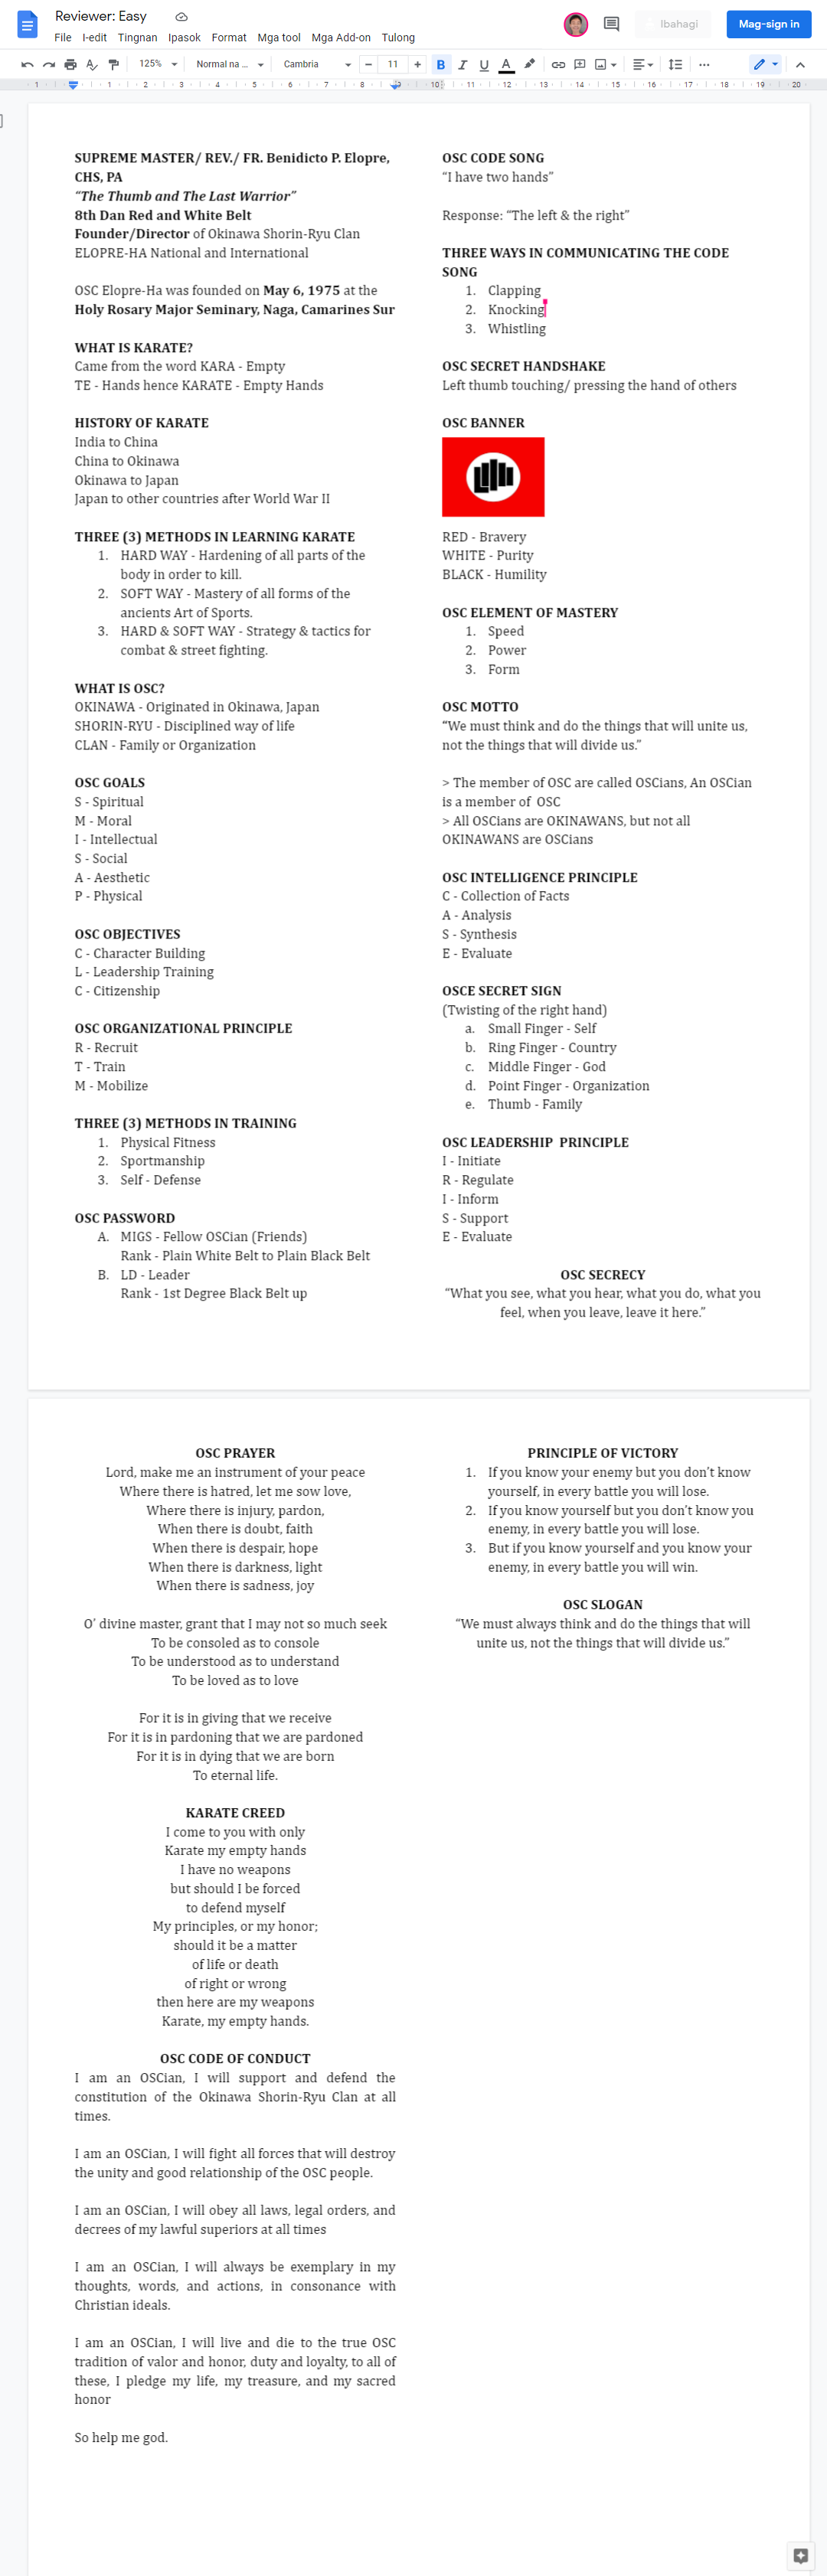 Reviewer: Easy
File I-edit Tingnan Ipasok Format Mga tool Mga Add-on Tulong
Ibahagi
Mag-sign in
125% Normal na ... Cambria 11 B I U A
1 1 2 3 4 5 6 7 8 9 10 11 12 13 14 15 16 17 18 19 20
SUPREME MASTER/ REV./ FR. Benidicto P. Elopre,
CHS, PA
“The Thumb and The Last Warrior”
8th Dan Red and White Belt
Founder/Director of Okinawa Shorin-Ryu Clan
ELOPRE-HA National and International
OSC Elopre-Ha was founded on May 6, 1975 at the
Holy Rosary Major Seminary, Naga, Camarines Sur
WHAT IS KARATE?
Came from the word KARA - Empty
TE - Hands hence KARATE - Empty Hands
HISTORY OF KARATE
India to China
China to Okinawa
Okinawa to Japan
Japan to other countries after World War II
THREE (3) METHODS IN LEARNING KARATE
1. HARD WAY - Hardening of all parts of the
body in order to kill.
2. SOFT WAY - Mastery of all forms of the
ancients Art of Sports.
3. HARD & SOFT WAY - Strategy & tactics for
combat & street fighting.
WHAT IS OSC?
OKINAWA - Originated in Okinawa, Japan
SHORIN-RYU - Disciplined way of life
CLAN - Family or Organization
OSC GOALS
S - Spiritual
M - Moral
I - Intellectual
S - Social
A - Aesthetic
P - Physical
OSC OBJECTIVES
C - Character Building
L - Leadership Training
C - Citizenship
OSC ORGANIZATIONAL PRINCIPLE
R - Recruit
T - Train
M - Mobilize
THREE (3) METHODS IN TRAINING
1. Physical Fitness
2. Sportmanship
3. Self - Defense
OSC PASSWORD
A. MIGS - Fellow OSCian (Friends)
Rank - Plain White Belt to Plain Black Belt
B. LD - Leader
Rank - 1st Degree Black Belt up
OSC CODE SONG
“I have two hands”
Response: “The left & the right”
THREE WAYS IN COMMUNICATING THE CODE
SONG
1. Clapping
2. Knocking
3. Whistling
OSC SECRET HANDSHAKE
Left thumb touching/ pressing the hand of others
OSC BANNER
RED - Bravery
WHITE - Purity
BLACK - Humility
OSC ELEMENT OF MASTERY
1. Speed
2. Power
3. Form
OSC MOTTO
“We must think and do the things that will unite us,
not the things that will divide us.”
> The member of OSC are called OSCians, An OSCian
is a member of OSC
> All OSCians are OKINAWANS, but not all
OKINAWANS are OSCians
OSC INTELLIGENCE PRINCIPLE
C - Collection of Facts
A - Analysis
S - Synthesis
E - Evaluate
OSCE SECRET SIGN
(Twisting of the right hand)
a. Small Finger - Self
b. Ring Finger - Country
c. Middle Finger - God
d. Point Finger - Organization
e. Thumb - Family
OSC LEADERSHIP PRINCIPLE
I - Initiate
R - Regulate
I - Inform
S - Support
E - Evaluate
OSC SECRECY
“What you see, what you hear, what you do, what you
feel, when you leave, leave it here.”
OSC PRAYER
Lord, make me an instrument of your peace
Where there is hatred, let me sow love,
Where there is injury, pardon,
When there is doubt, faith
When there is despair, hope
When there is darkness, light
When there is sadness, joy
O’ divine master, grant that I may not so much seek
To be consoled as to console
To be understood as to understand
To be loved as to love
For it is in giving that we receive
For it is in pardoning that we are pardoned
For it is in dying that we are born
To eternal life.
KARATE CREED
I come to you with only
Karate my empty hands
I have no weapons
but should I be forced
to defend myself
My principles, or my honor;
should it be a matter
of life or death
of right or wrong
then here are my weapons
Karate, my empty hands.
OSC CODE OF CONDUCT
I am an OSCian, I will support and defend the
constitution of the Okinawa Shorin-Ryu Clan at all
times.
I am an OSCian, I will fight all forces that will destroy
the unity and good relationship of the OSC people.
I am an OSCian, I will obey all laws, legal orders, and
decrees of my lawful superiors at all times
I am an OSCian, I will always be exemplary in my
thoughts, words, and actions, in consonance with
Christian ideals.
I am an OSCian, I will live and die to the true OSC
tradition of valor and honor, duty and loyalty, to all of
these, I pledge my life, my treasure, and my sacred
honor
So help me god.
PRINCIPLE OF VICTORY
1. If you know your enemy but you don’t know
yourself, in every battle you will lose.
2. If you know yourself but you don’t know you
enemy, in every battle you will lose.
3. But if you know yourself and you know your
enemy, in every battle you will win.
OSC SLOGAN
“We must always think and do the things that will
unite us, not the things that will divide us.”